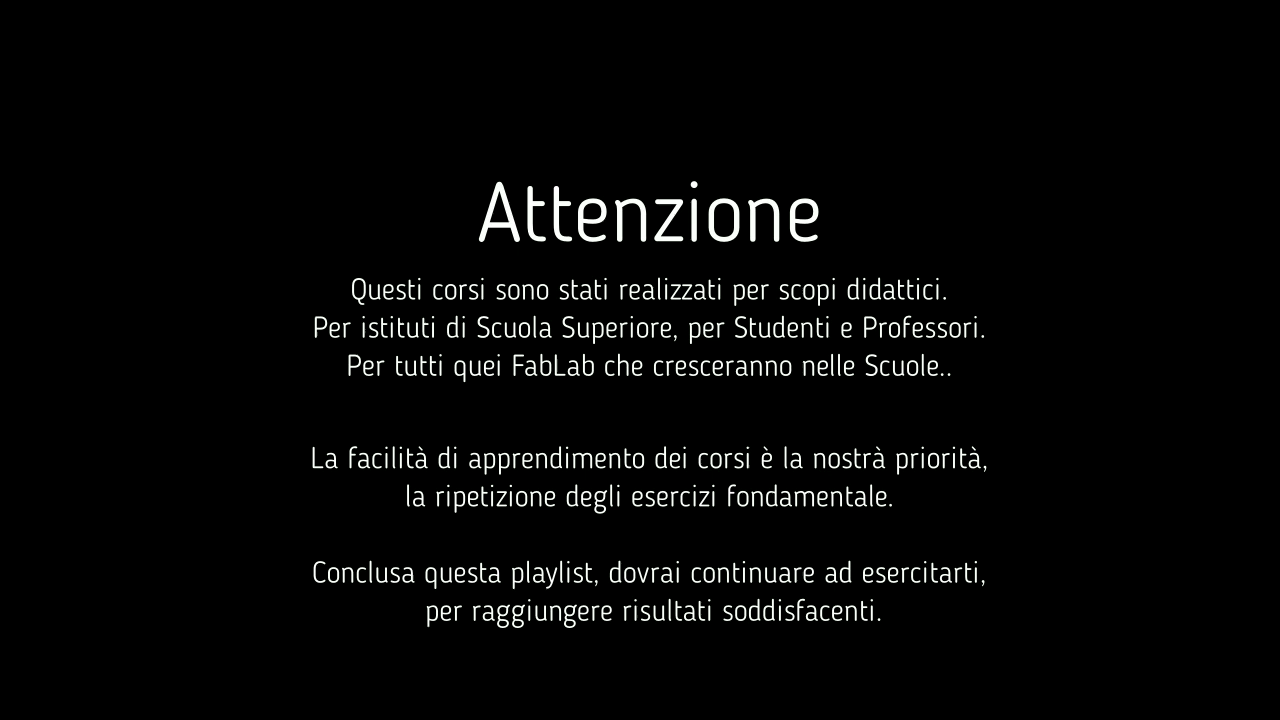 Attenzione
Questi corsi sono stati realizzati per scopi didattici.
Per istituti di Scuola Superiore, per Studenti e Professori.
Per tutti quei FabLab che cresceranno nelle Scuole..
La facilità di apprendimento dei corsi è la nostrà priorità,
la ripetizione degli esercizi fondamentale.
Conclusa questa playlist, dovrai continuare ad esercitarti,
per raggiungere risultati soddisfacenti.